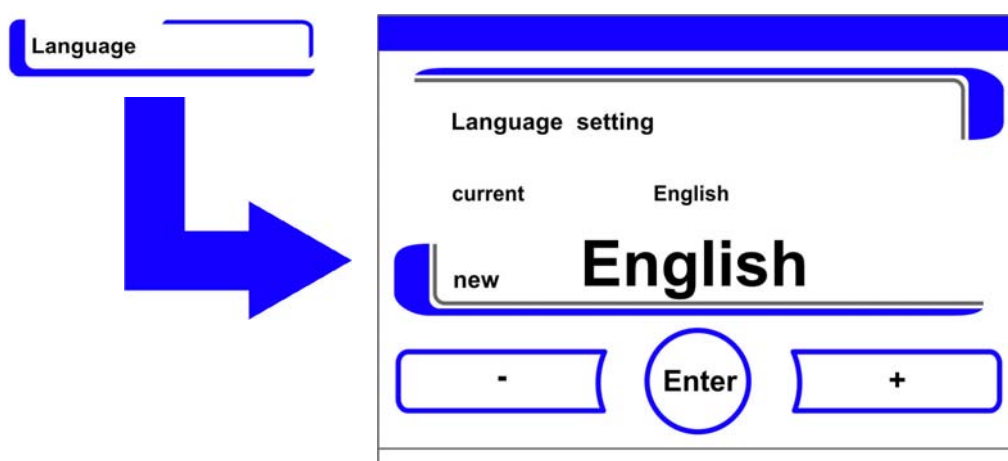 Language
Language setting
current English
new English
- Enter +